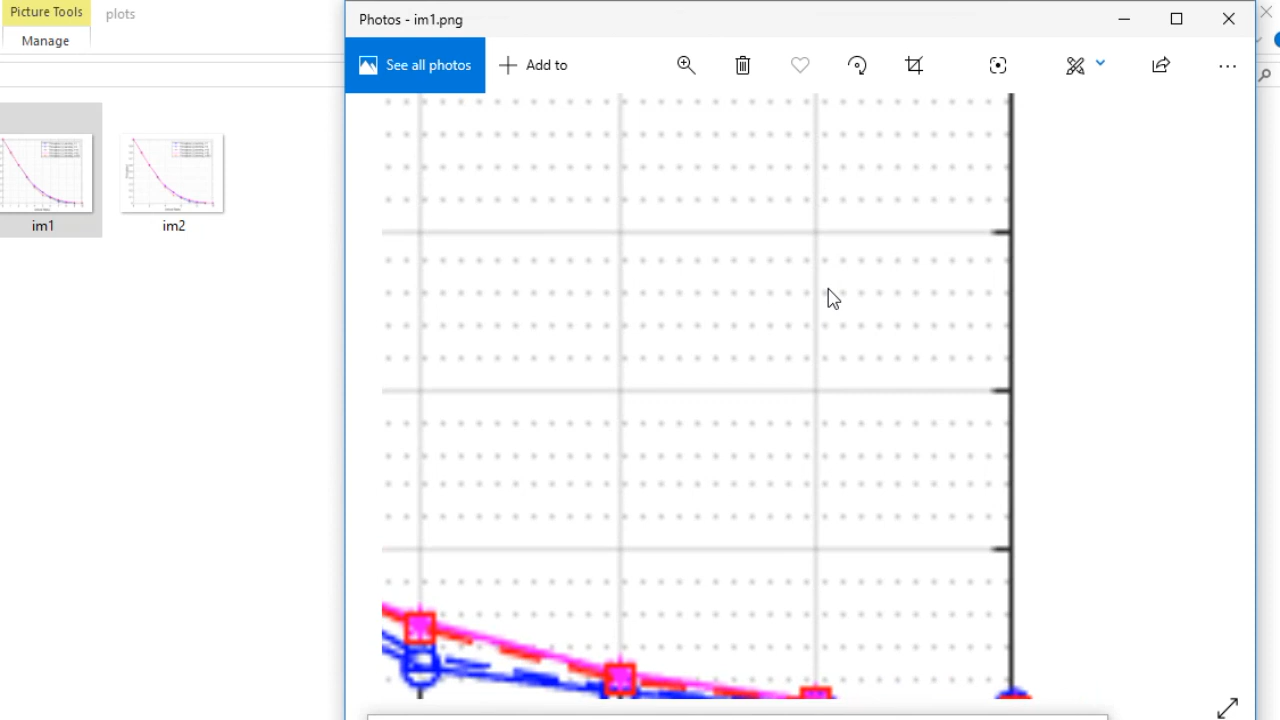 Picture Tools
plots
Manage
im1
im2
Photos - im1.png
See all photos
Add to